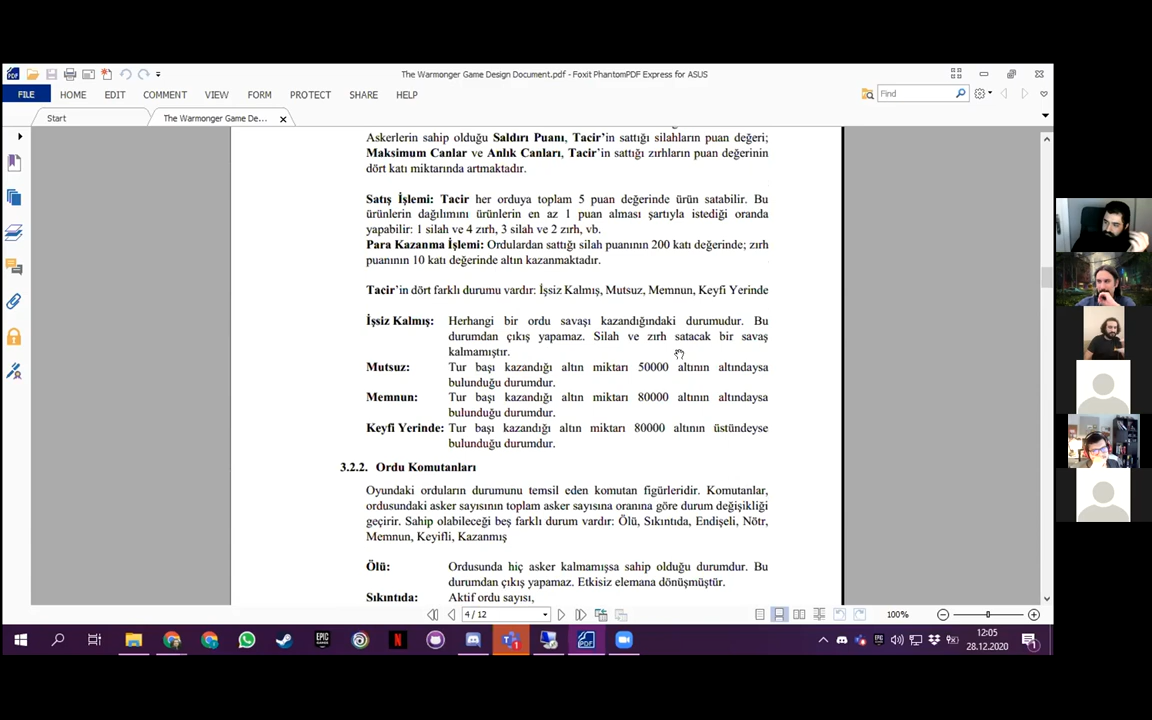 The Warmonger Game Design Document.pdf - Foxit PhantomPDF Express for ASUS
FILE HOME EDIT COMMENT VIEW FORM PROTECT SHARE HELP
Find
Start
The Warmonger Game De...
Askerlerin sahip olduğu Saldırı Puanı, Tacir'in sattığı silahların puan değeri;
Maksimum Canlar ve Anlık Canları, Tacir'in sattığı zırhların puan değerinin
dört katı miktarında artmaktadır.
Satış İşlemi: Tacir her orduya toplam 5 puan değerinde ürün satabilir. Bu
ürünlerin dağılımını ürünlerin en az 1 puan alması şartıyla istediği oranda
yapabilir: 1 silah ve 4 zırh, 3 silah ve 2 zırh, vb.
Para Kazanma İşlemi: Ordulardan sattığı silah puanının 200 katı değerinde; zırh
puanının 10 katı değerinde altın kazanmaktadır.
Tacir'in dört farklı durumu vardır: İşsiz Kalmış, Mutsuz, Memnun, Keyfi Yerinde
İşsiz Kalmış: Herhangi bir ordu savaşı kazandığındaki durumudur. Bu
durumdan çıkış yapamaz. Silah ve zırh satacak bir savaş
kalmamıştır.
Mutsuz: Tur başı kazandığı altın miktarı 50000 altının altındaysa
bulunduğu durumdur.
Memnun: Tur başı kazandığı altın miktarı 80000 altının altındaysa
bulunduğu durumdur.
Keyfi Yerinde: Tur başı kazandığı altın miktarı 80000 altının üstündeyse
bulunduğu durumdur.
3.2.2. Ordu Komutanları
Oyundaki orduların durumunu temsil eden komutan figürleridir. Komutanlar,
ordusundaki asker sayısının toplam asker sayısına oranına göre durum değişikliği
geçirir. Sahip olabileceği beş farklı durum vardır: Ölü, Sıkıntıda, Endişeli, Nötr,
Memnun, Keyifli, Kazanmış
Ölü: Ordusunda hiç asker kalmamışsa sahip olduğu durumdur. Bu
durumdan çıkış yapamaz. Etkisiz elemana dönüşmüştür.
Sıkıntıda: Aktif ordu sayısı,
4 / 12
100%
12:05
28.12.2020